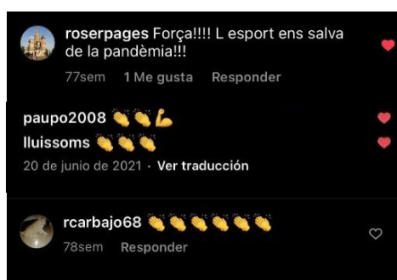 roserpages Força!!!! L esport ens salva
de la pandèmia!!!
77sem 1 Me gusta Responder
paupo2008 👏👏💪
lluissoms 👏👏👏
20 de junio de 2021 · Ver traducción
rcarbajo68 👏👏👏👏👏👏
78sem Responder